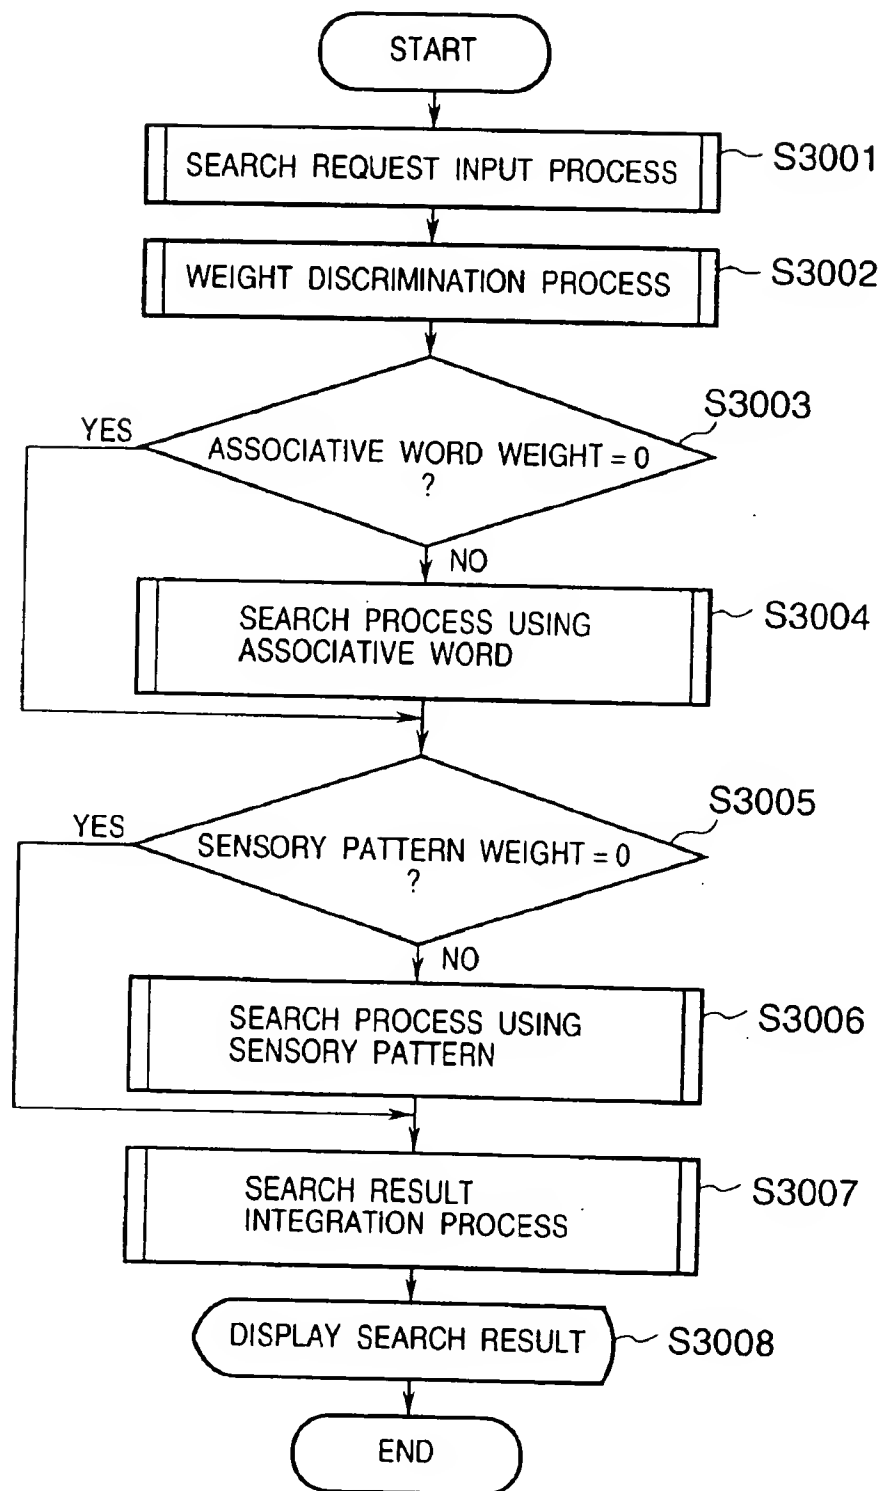 START
SEARCH REQUEST INPUT PROCESS
S3001
WEIGHT DISCRIMINATION PROCESS
S3002
S3003
YES
ASSOCIATIVE WORD WEIGHT = 0
?
NO
SEARCH PROCESS USING
ASSOCIATIVE WORD
S3004
S3005
YES
SENSORY PATTERN WEIGHT = 0
?
NO
SEARCH PROCESS USING
SENSORY PATTERN
S3006
SEARCH RESULT
INTEGRATION PROCESS
S3007
DISPLAY SEARCH RESULT
S3008
END